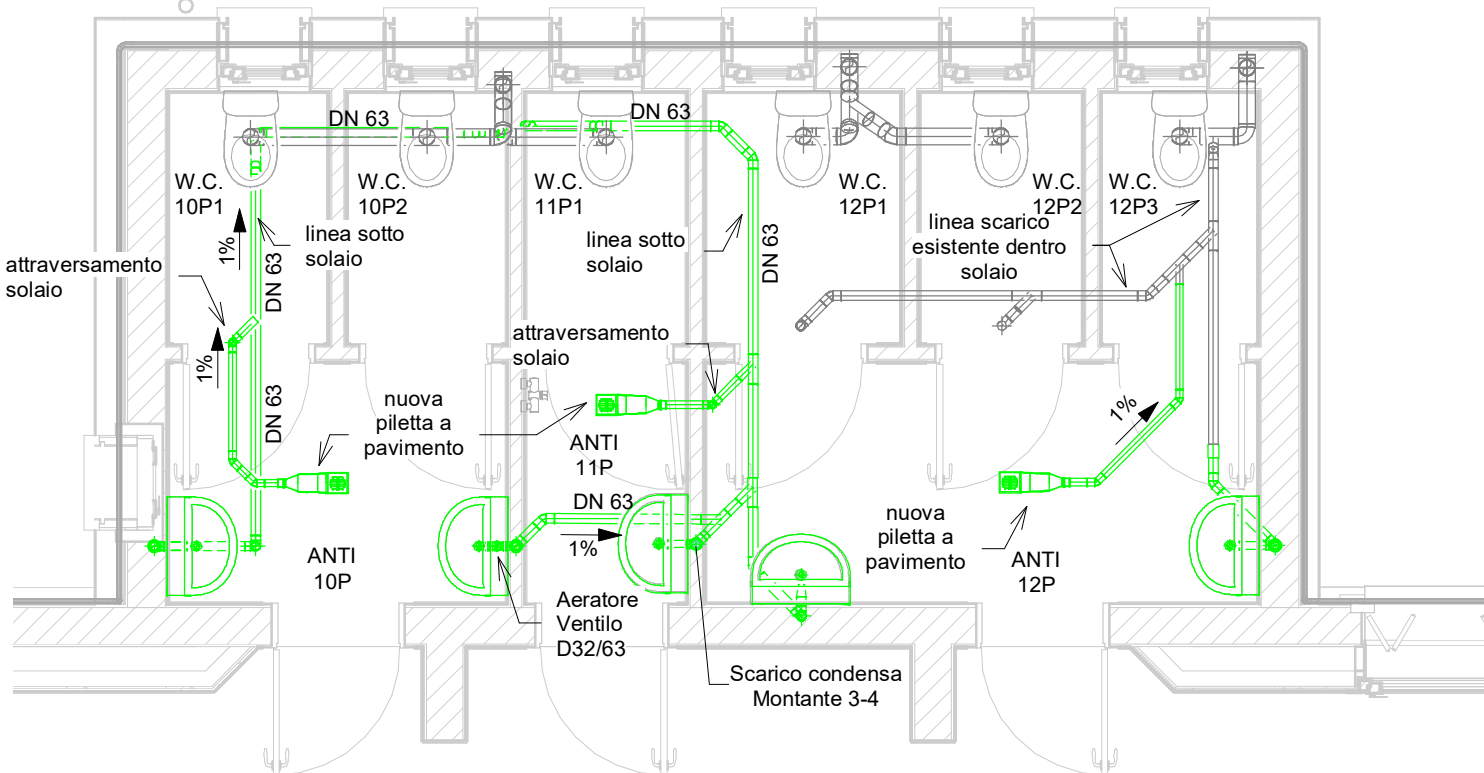 DN 63
DN 63
W.C.
10P1
W.C.
10P2
W.C.
11P1
W.C.
12P1
W.C.
12P2
W.C.
12P3
1%
linea sotto
solaio
linea sotto
solaio
DN 63
linea scarico
esistente dentro
solaio
attraversamento
solaio
DN 63
1%
attraversamento
solaio
DN 63
nuova
piletta a
pavimento
1%
ANTI
11P
DN 63
1%
nuova
piletta a
pavimento
ANTI
10P
ANTI
12P
Aeratore
Ventilo
D32/63
Scarico condensa
Montante 3-4